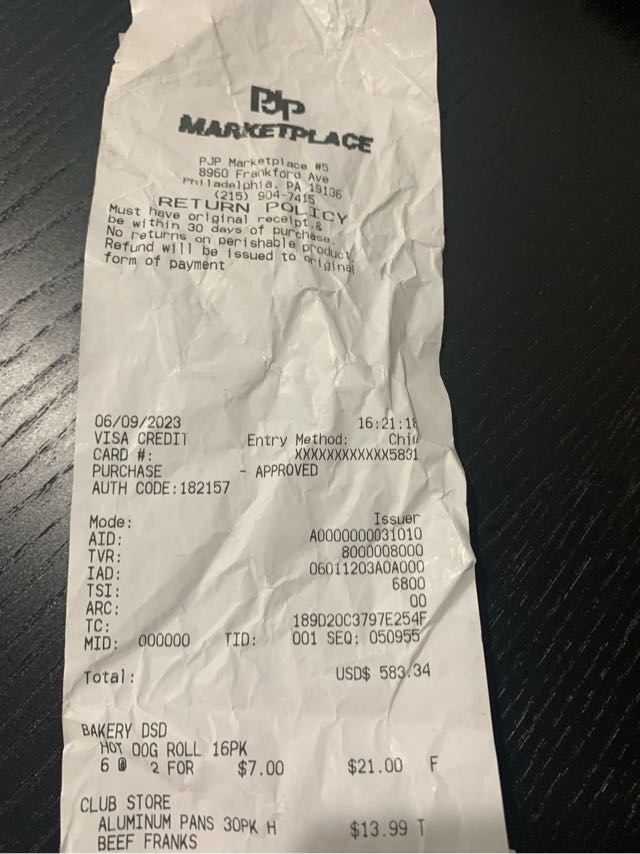 PJP
MARKETPLACE
PJP Marketplace #5
8960 Frankford Ave
Philadelphia, PA 19136
(215) 904-7415
RETURN POLICY
Must have original receipt,&
be within 30 days of purchase.
No returns on perishable product.
Refund will be issued to original
form of payment
06/09/2023 16:21:18
VISA CREDIT Entry Method: Chip
CARD #: XXXXXXXXXXXX5831
PURCHASE - APPROVED
AUTH CODE:182157
Mode: Issuer
AID: A0000000031010
TVR: 8000008000
IAD: 06011203A0A000
TSI: 6800
ARC: 00
TC: 189D20C3797E254F
MID: 000000 TID: 001 SEQ: 050955
Total: USD$ 583.34
BAKERY DSD
HOT DOG ROLL 16PK
6 @ 2 FOR $7.00 $21.00 F
CLUB STORE
ALUMINUM PANS 30PK H $13.99 T
BEEF FRANKS